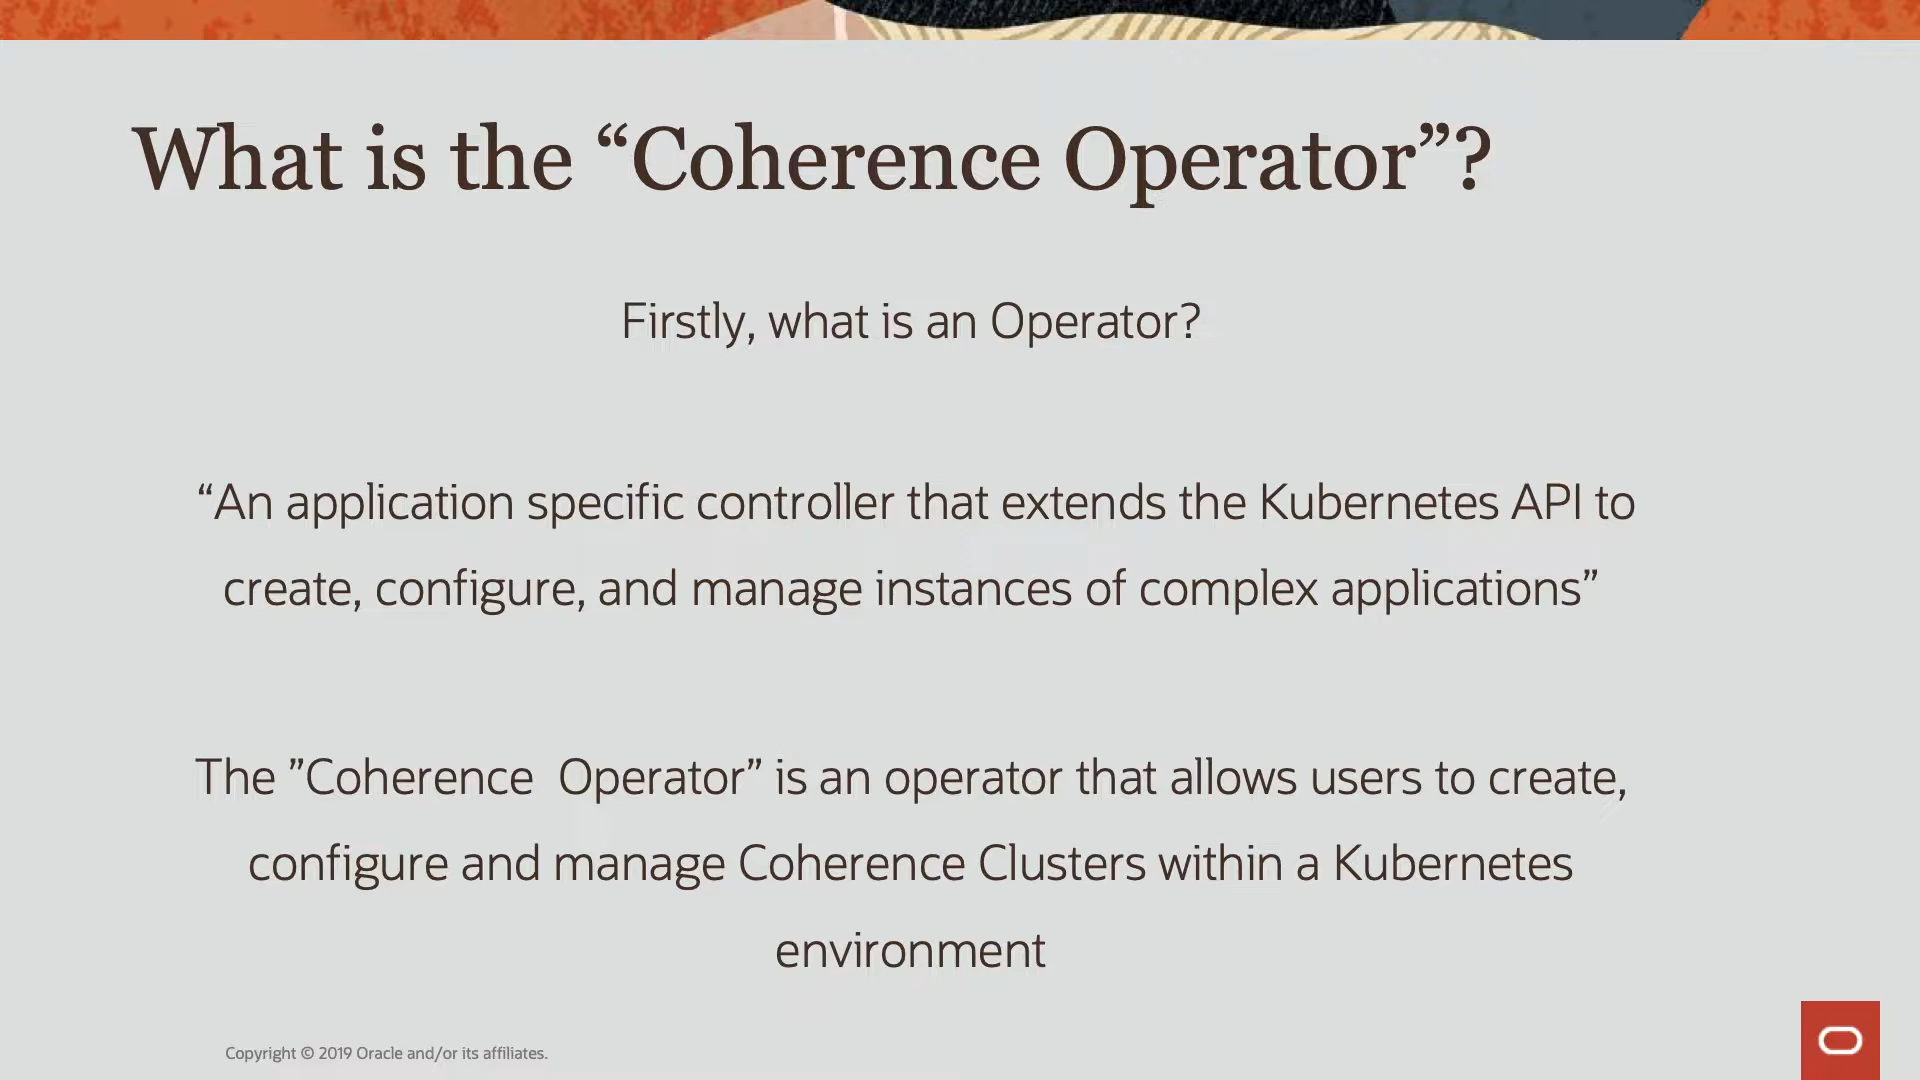 What is the “Coherence Operator”?
Firstly, what is an Operator?
“An application specific controller that extends the Kubernetes API to
create, configure, and manage instances of complex applications”
The ”Coherence  Operator” is an operator that allows users to create,
configure and manage Coherence Clusters within a Kubernetes
environment
Copyright © 2019 Oracle and/or its affiliates.